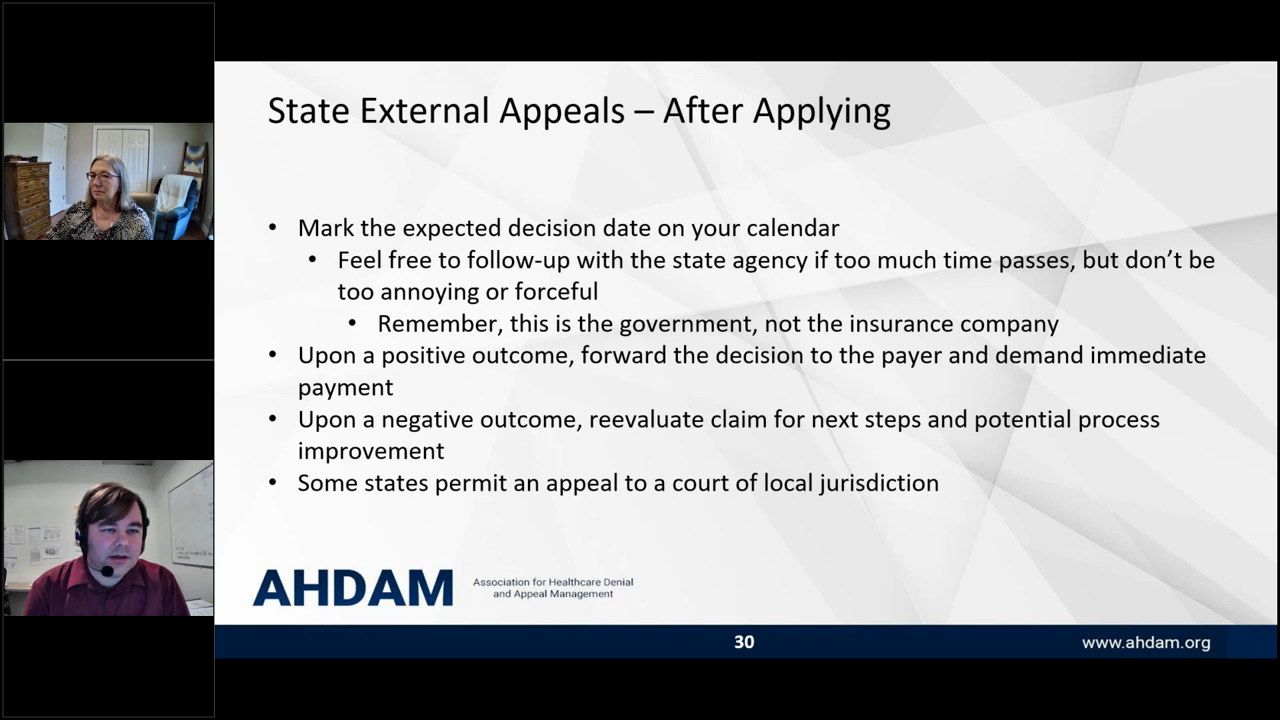 State External Appeals – After Applying
• Mark the expected decision date on your calendar
• Feel free to follow-up with the state agency if too much time passes, but don’t be
too annoying or forceful
• Remember, this is the government, not the insurance company
• Upon a positive outcome, forward the decision to the payer and demand immediate
payment
• Upon a negative outcome, reevaluate claim for next steps and potential process
improvement
• Some states permit an appeal to a court of local jurisdiction
AHDAM
Association for Healthcare Denial
and Appeal Management
30
www.ahdam.org